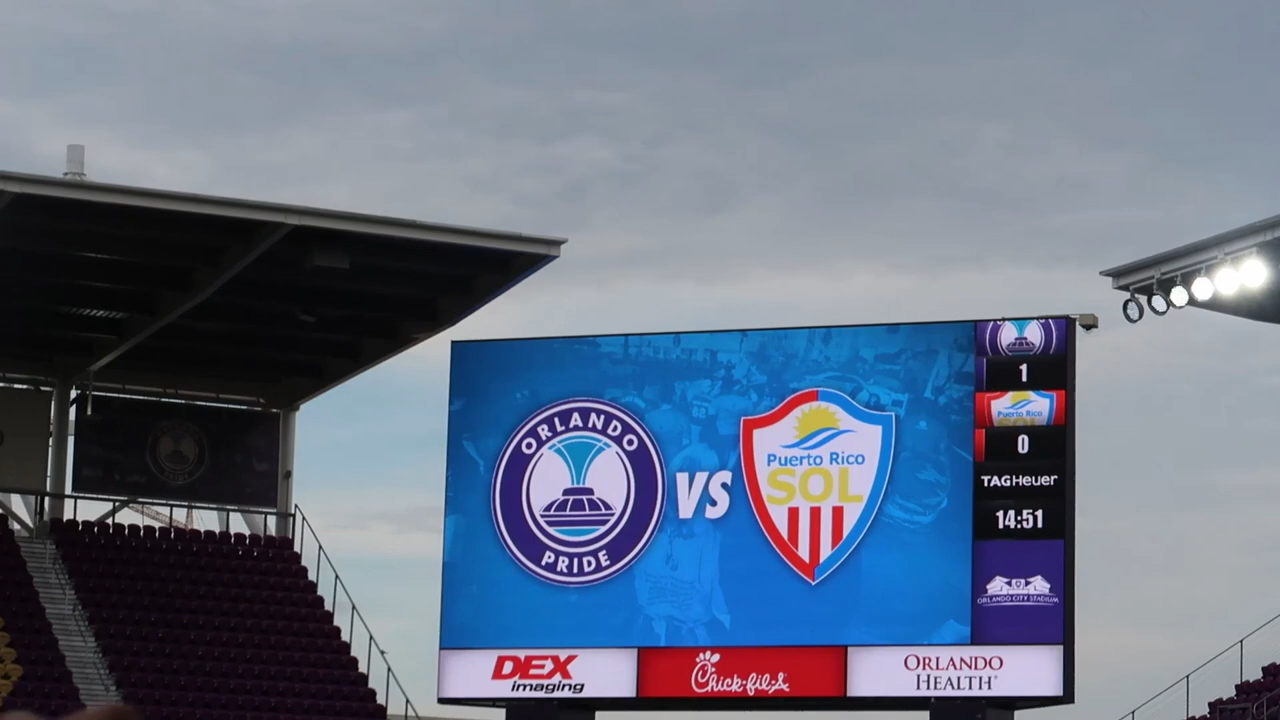 ORLANDO
PRIDE
VS
Puerto Rico
SOL
1
Puerto Rico
SOL
0
TAGHeuer
14:51
ORLANDO CITY STADIUM
DEX
imaging
Chick-fil-A
ORLANDO
HEALTH®